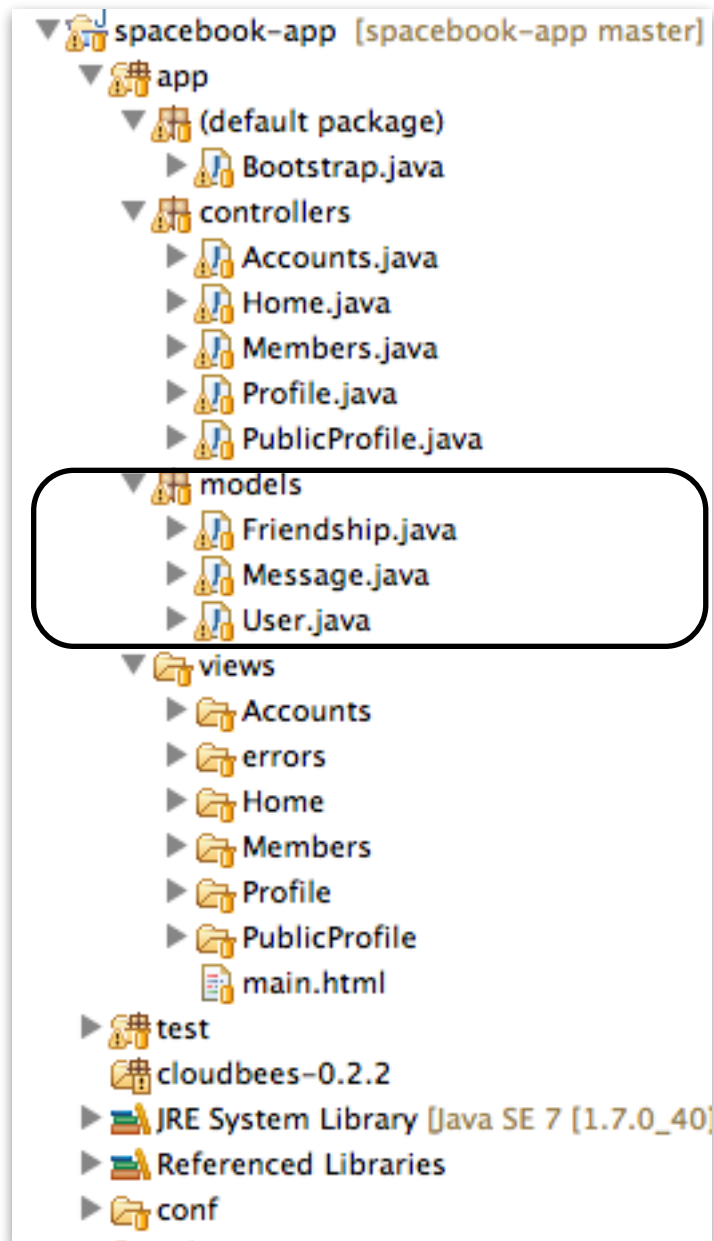 spacebook-app [spacebook-app master]
app
(default package)
Bootstrap.java
controllers
Accounts.java
Home.java
Members.java
Profile.java
PublicProfile.java
models
Friendship.java
Message.java
User.java
views
Accounts
errors
Home
Members
Profile
PublicProfile
main.html
test
cloudbees-0.2.2
JRE System Library [Java SE 7 [1.7.0_40]
Referenced Libraries
conf